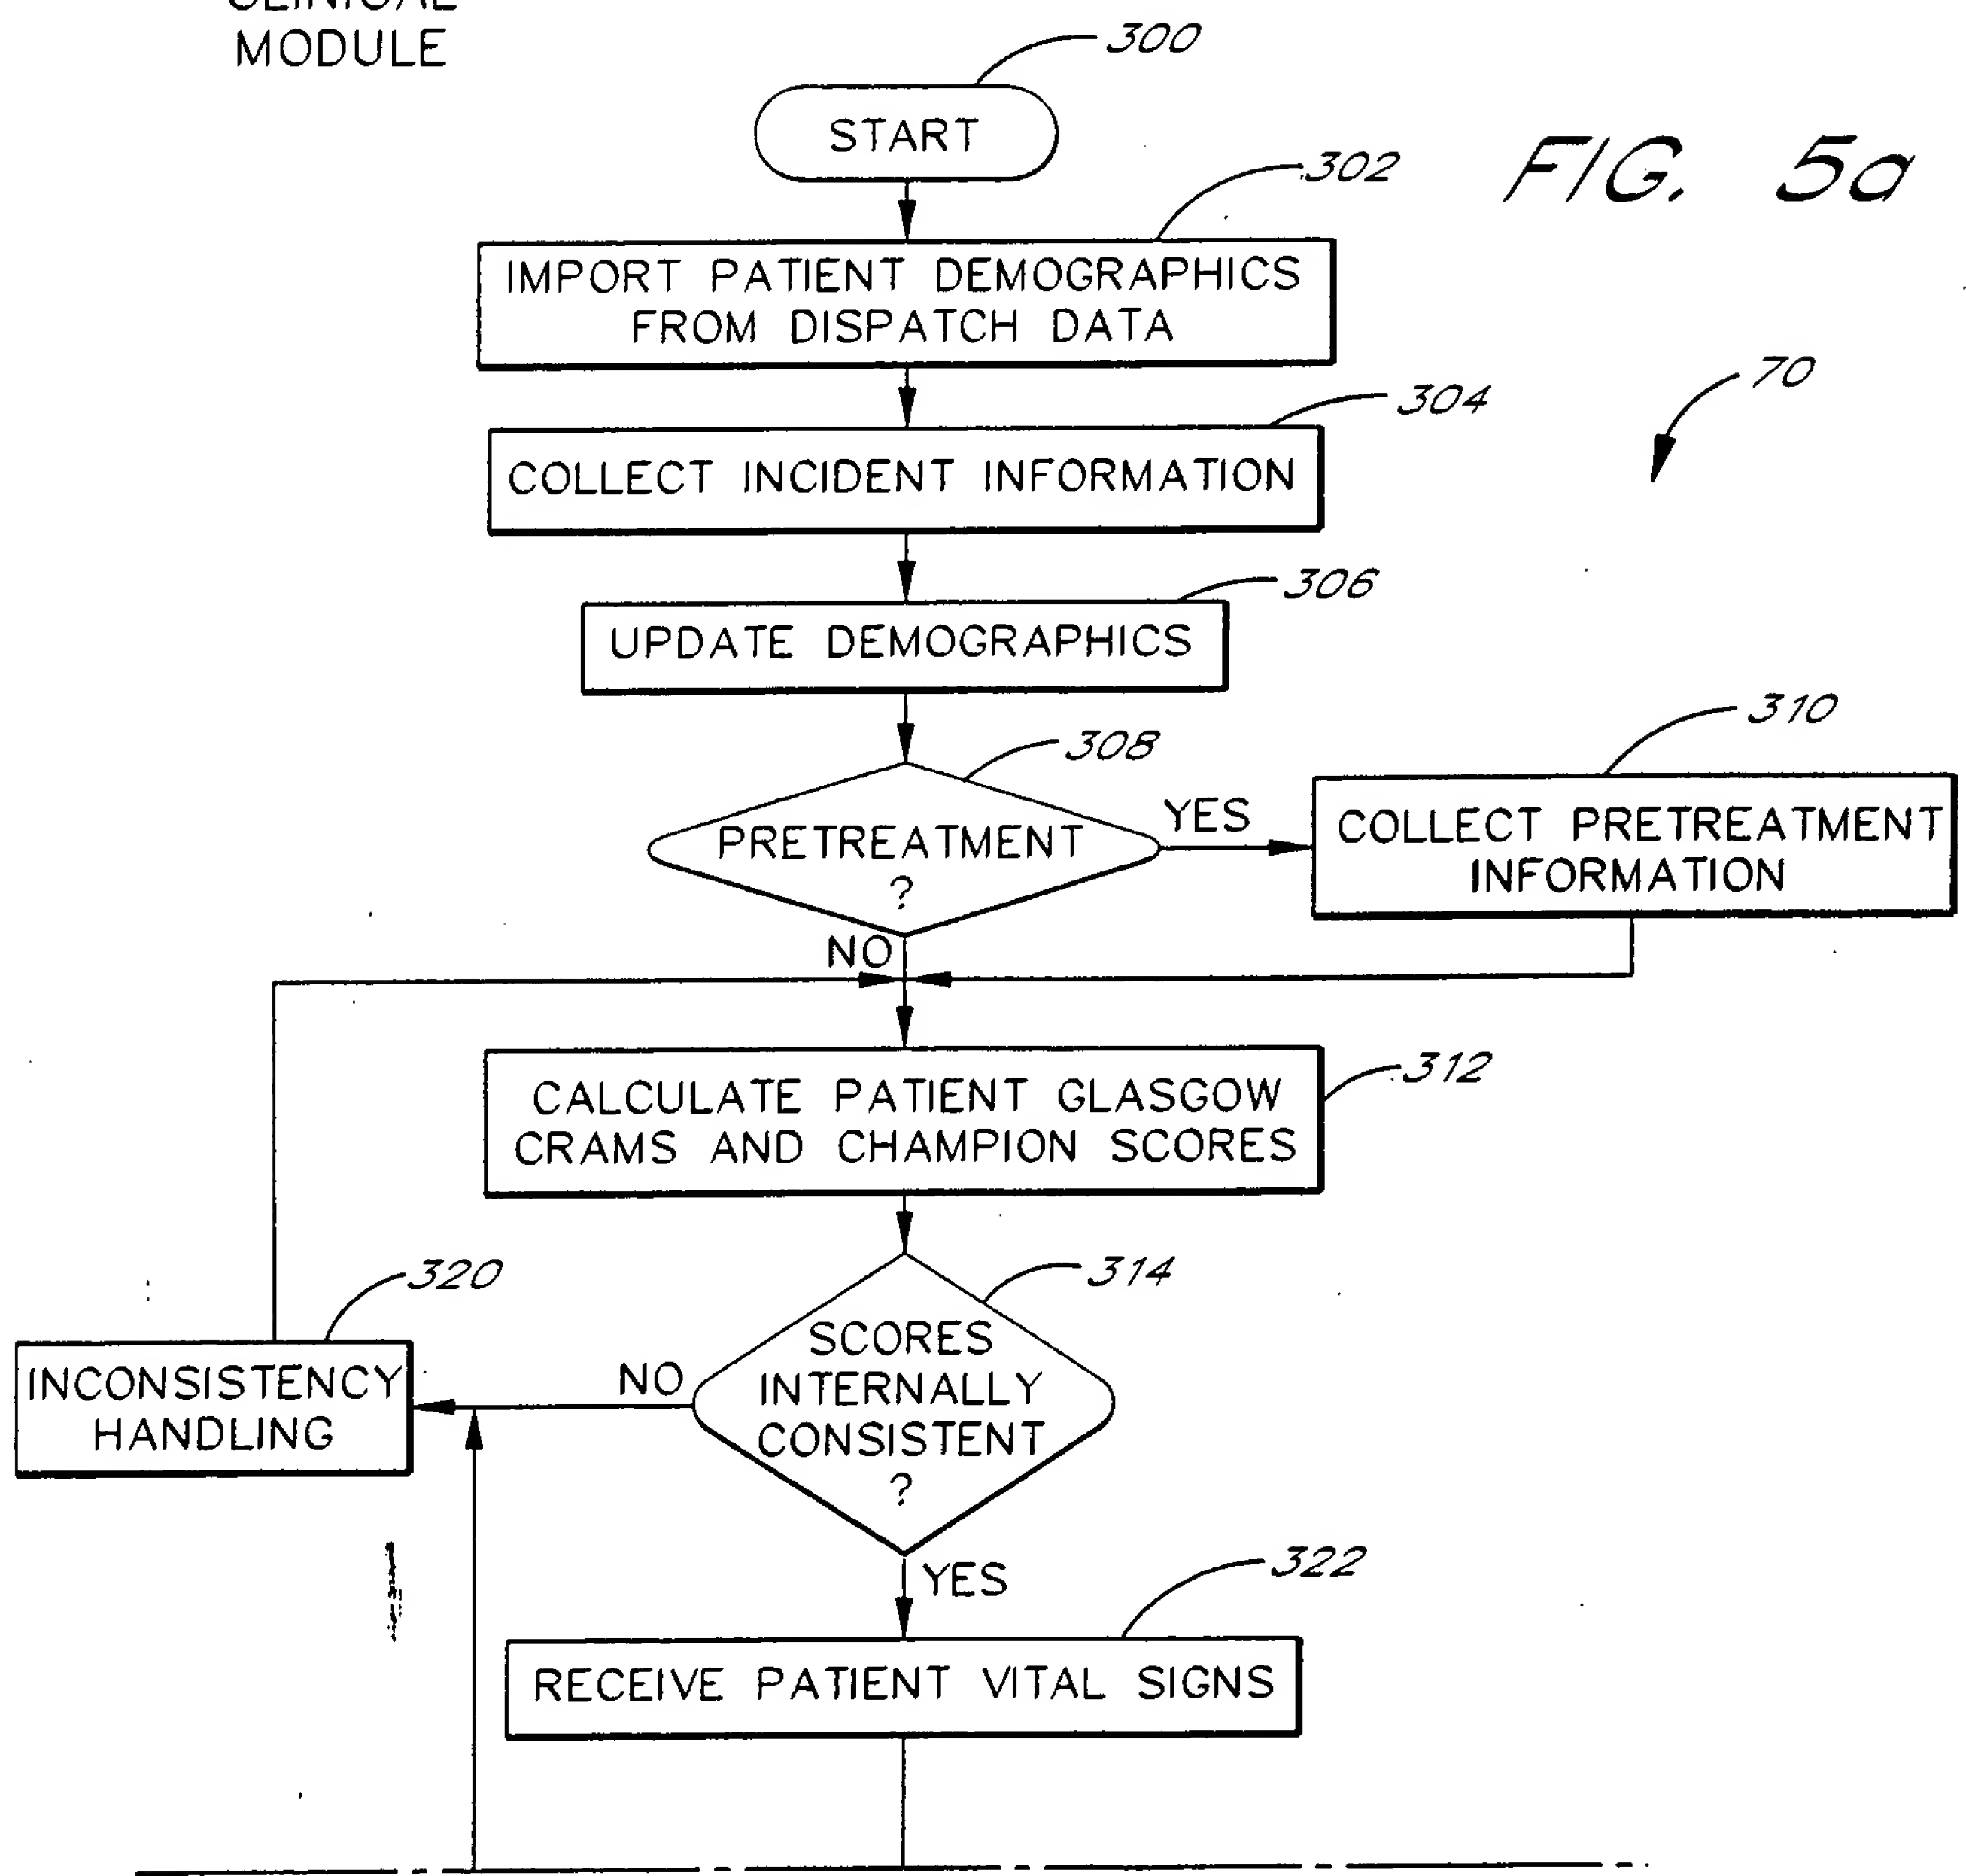 CLINICAL
MODULE
300
START
FIG. 5a
302
IMPORT PATIENT DEMOGRAPHICS
FROM DISPATCH DATA
70
304
COLLECT INCIDENT INFORMATION
306
UPDATE DEMOGRAPHICS
308
PRETREATMENT
?
YES
310
COLLECT PRETREATMENT
INFORMATION
NO
312
CALCULATE PATIENT GLASGOW
CRAMS AND CHAMPION SCORES
314
SCORES
INTERNALLY
CONSISTENT
?
NO
320
INCONSISTENCY
HANDLING
YES
322
RECEIVE PATIENT VITAL SIGNS